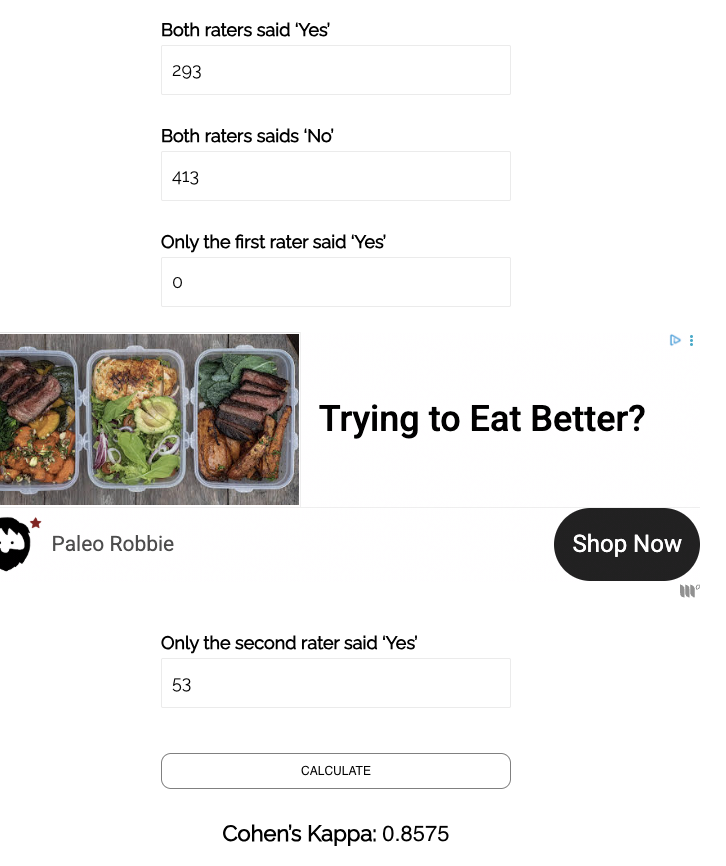 Both raters said ‘Yes’
293
Both raters saids ‘No’
413
Only the first rater said ‘Yes’
0
Trying to Eat Better?
Paleo Robbie
Shop Now
Only the second rater said ‘Yes’
53
CALCULATE
Cohen's Kappa: 0.8575